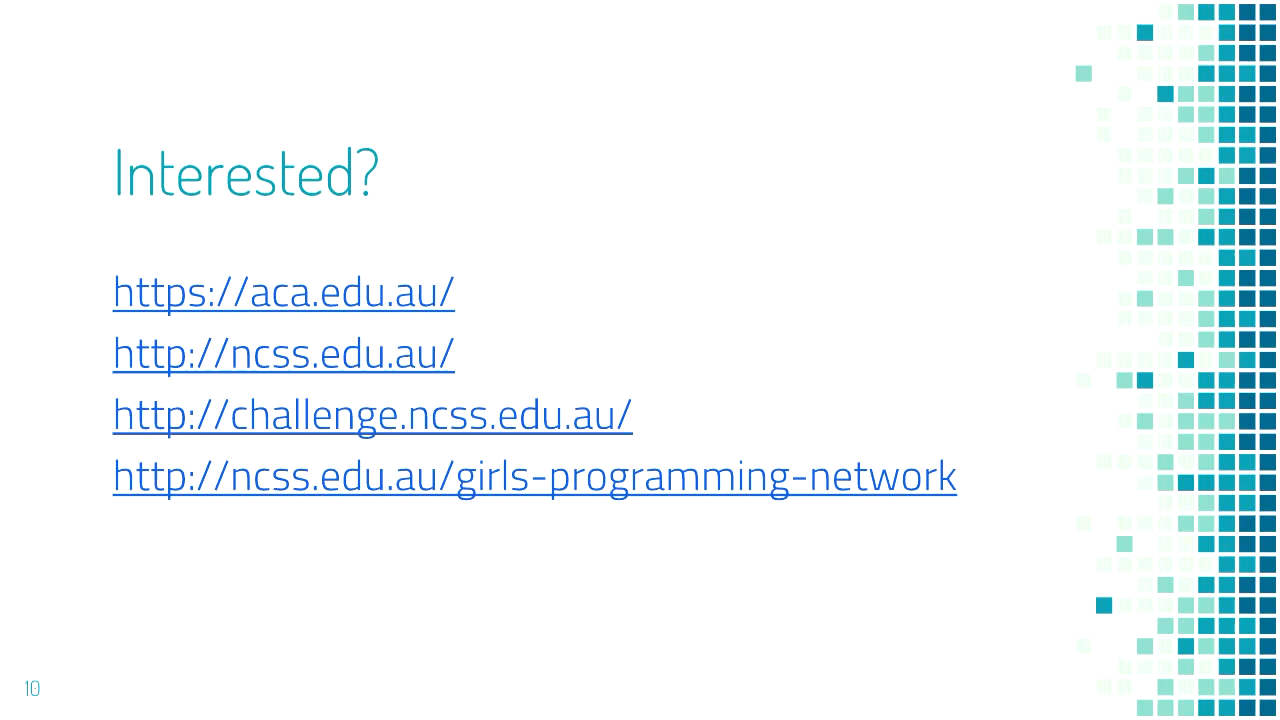 Interested?
https://aca.edu.au/
http://ncss.edu.au/
http://challenge.ncss.edu.au/
http://ncss.edu.au/girls-programming-network
10